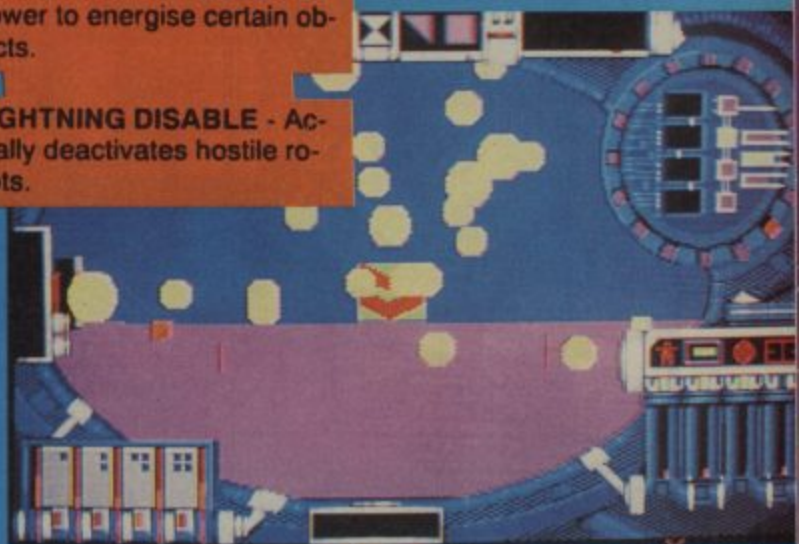 ower to energise certain ob-
cts.
GHTNING DISABLE - Ac-
ally deactivates hostile ro-
ts.